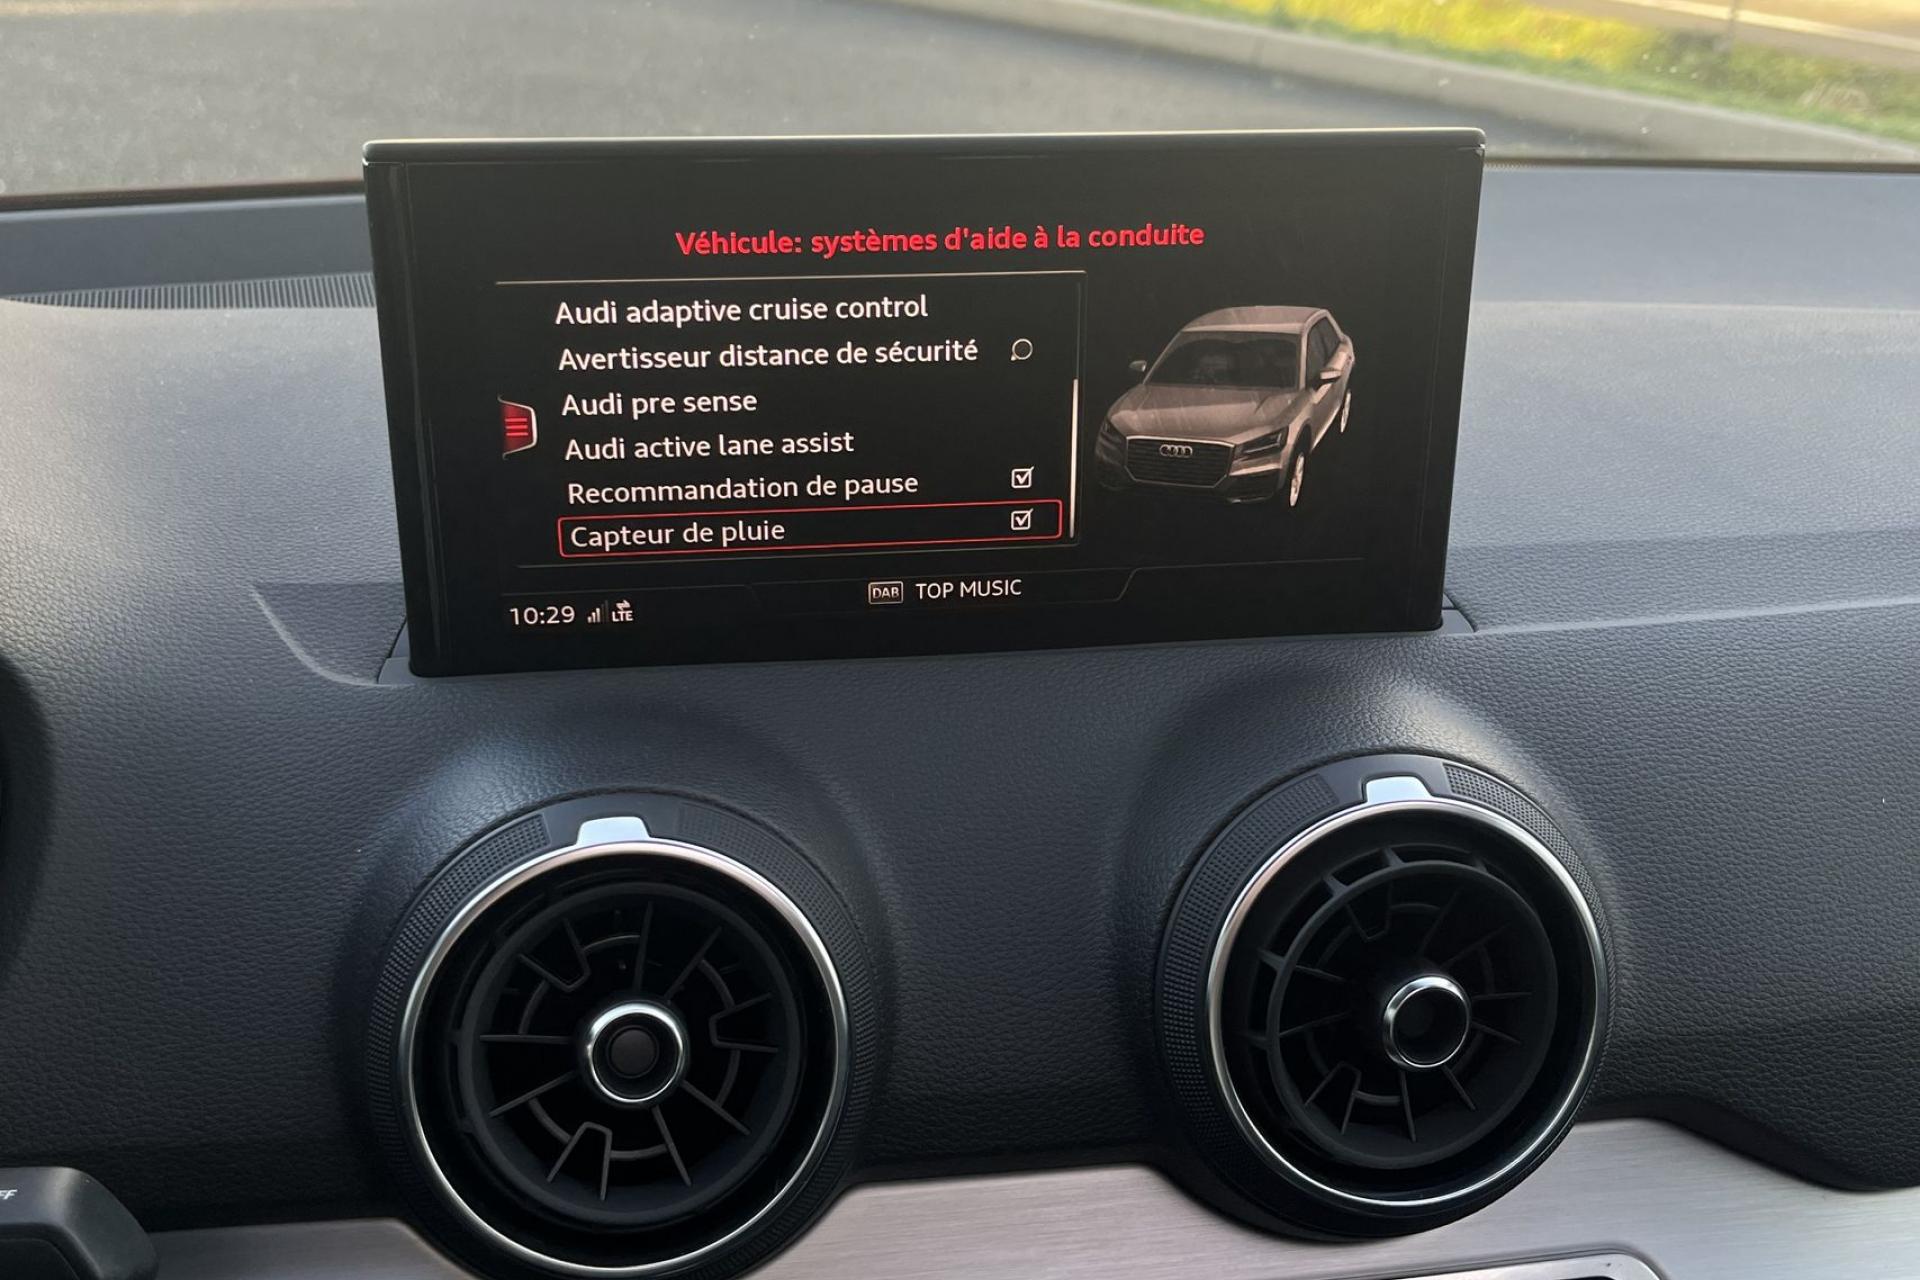 Véhicule: systèmes d'aide à la conduite
Audi adaptive cruise control
Avertisseur distance de sécurité
Audi pre sense
Audi active lane assist
Recommandation de pause
Capteur de pluie
DAB TOP MUSIC
10:29 LTE